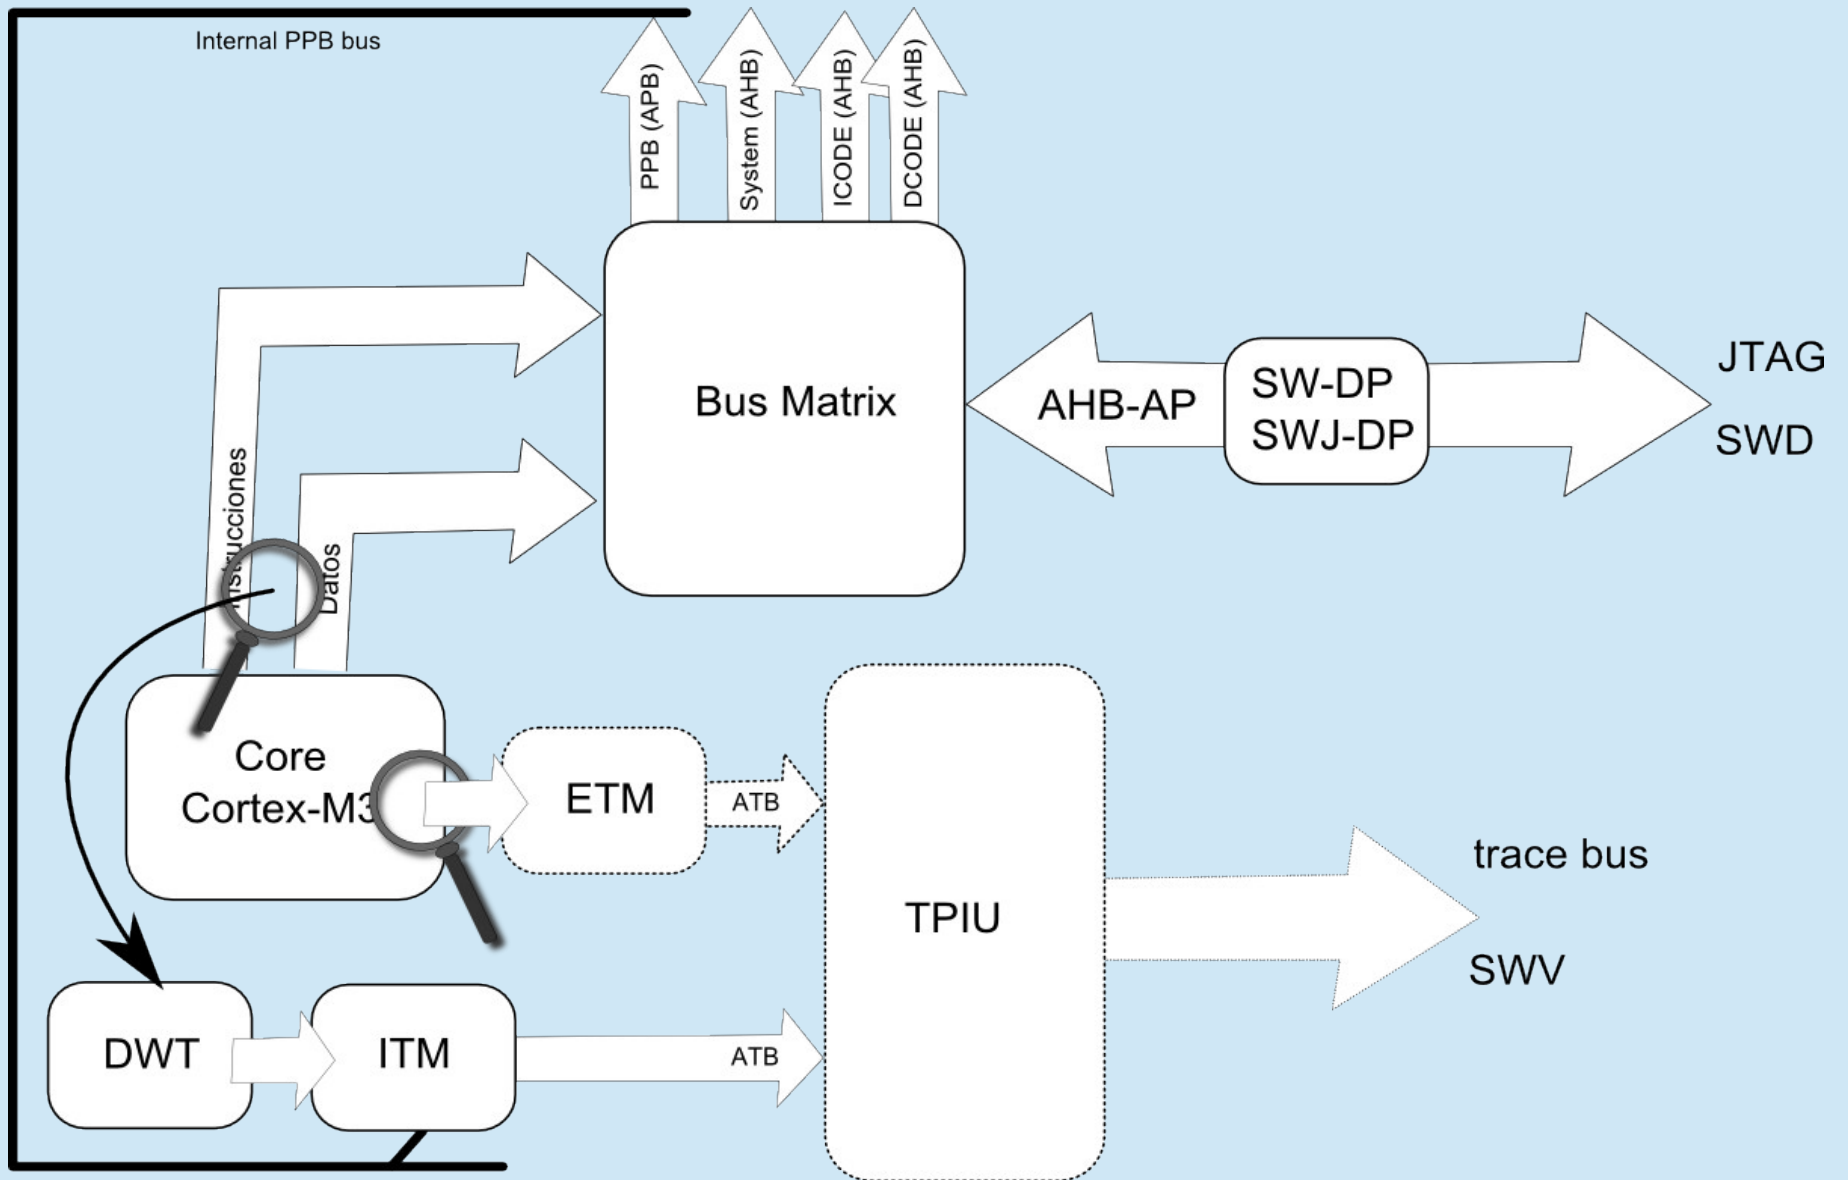 Internal PPB bus
PPB (APB)
System (AHB)
ICODE (AHB)
DCODE (AHB)
Bus Matrix
AHB-AP
SW-DP
SWJ-DP
JTAG
SWD
Instrucciones
Datos
Core
Cortex-M3
ETM
ATB
TPIU
trace bus
SWV
DWT
ITM
ATB